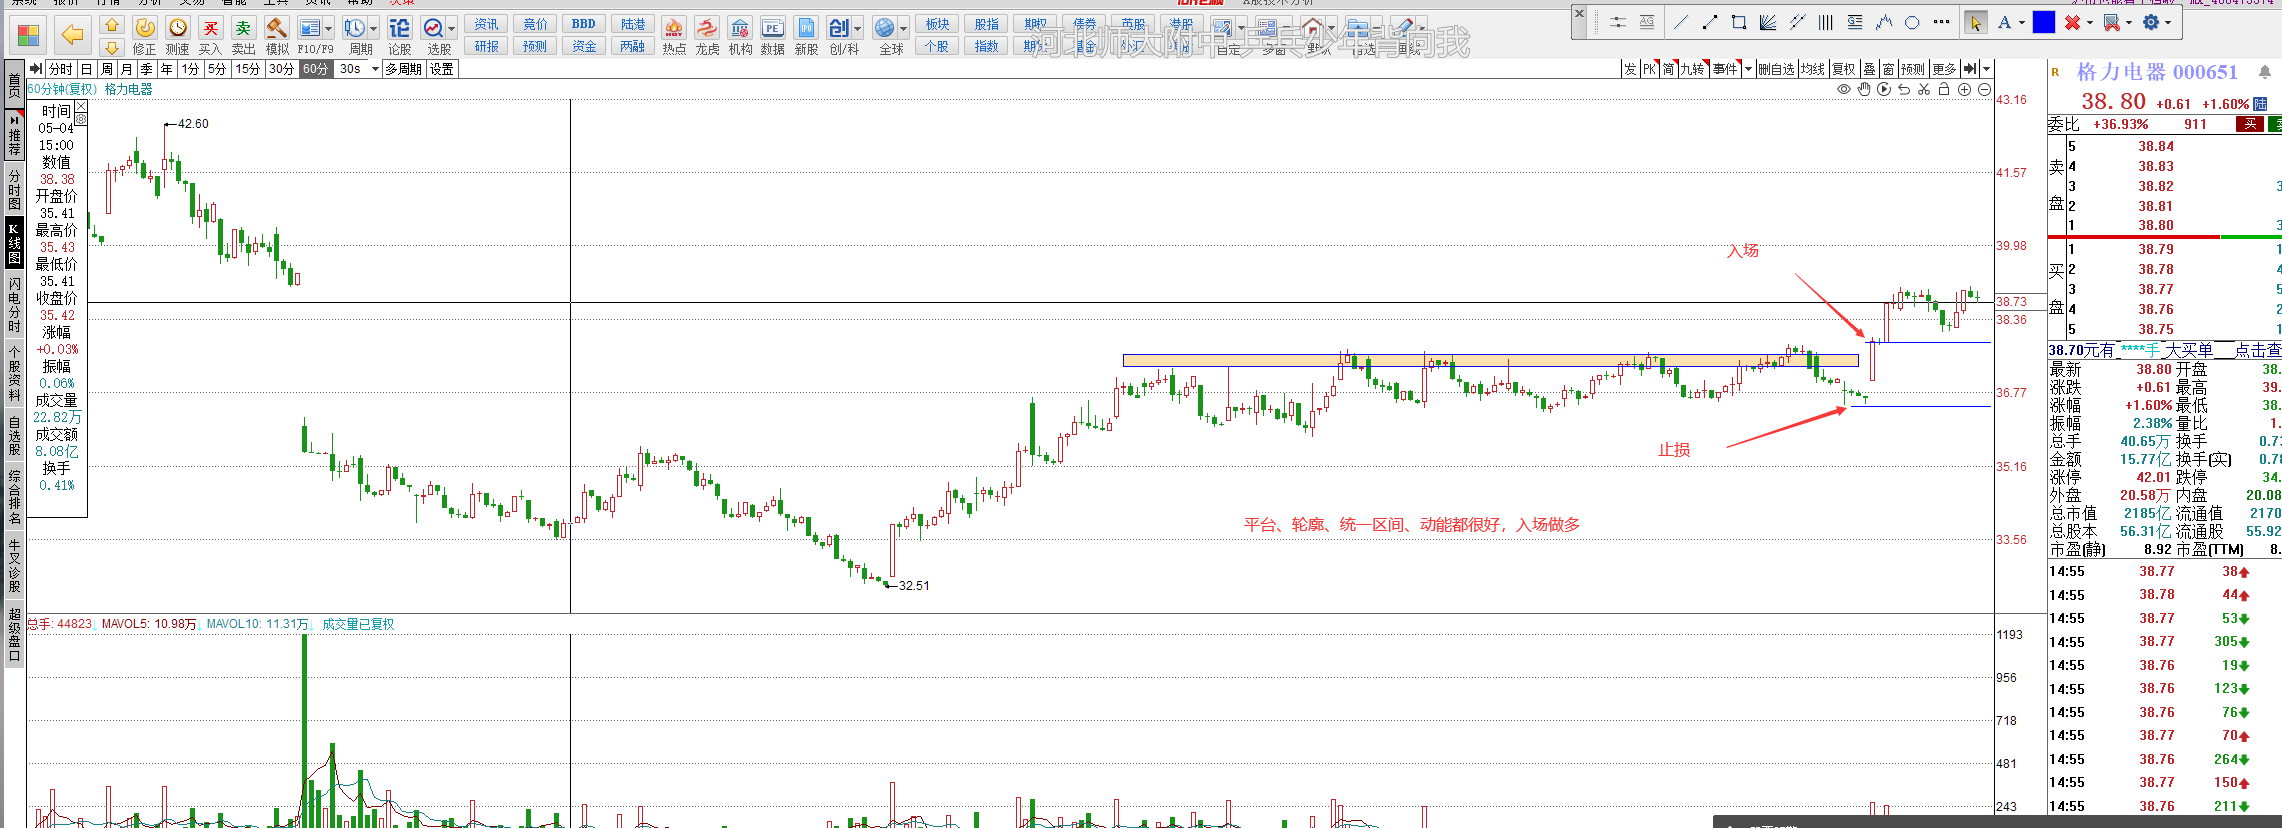 资讯 竞价 BBD 陆港
板块 股指 期权 债券 英股 港股
修正 测速 买入 卖出 模拟 F10/F9 周期 论股 选股
研报 预测 资金 两融
热点 龙虎 机构 数据 新股 创/科 全球
个股 指数
河北师大附中乒乓少年背向我
分时 日 周 月 季 年 1分 5分 15分 30分 60分 30s 多周期 设置
发 PK 简 九转 事件 删自选 均线 复权 叠 窗 预测 更多
60分钟(复权) 格力电器
首页
推荐
分时图
K线图
闪电分时
个股资料
自选股
综合排名
牛叉诊股
超级盘口
时间
05-04
15:00
数值
38.38
开盘价
35.41
最高价
35.43
最低价
35.41
收盘价
35.42
涨幅
+0.03%
振幅
0.06%
成交量
22.82万
成交额
8.08亿
换手
0.41%
42.60
32.51
入场
止损
平台、轮廓、统一区间、动能都很好，入场做多
43.16
41.57
39.98
38.73
38.36
36.77
35.16
33.56
总手: 44823↓ MAVOL5: 10.98万↓ MAVOL10: 11.31万↓ 成交量已复权
1193
956
718
481
243
R 格力电器 000651
38.80 +0.61 +1.60% 陆
委比 +36.93% 911 买
卖盘
5 38.84
4 38.83
3 38.82
2 38.81
1 38.80
买盘
1 38.79
2 38.78
3 38.77
4 38.76
5 38.75
38.70元有 ****手 大买单 点击查
最新 38.80 开盘 38.
涨跌 +0.61 最高 39.
涨幅 +1.60% 最低 38.
振幅 2.38% 量比 1.
总手 40.65万 换手 0.73
金额 15.77亿 换手(实) 0.78
涨停 42.01 跌停 34.
外盘 20.58万 内盘 20.08
总市值 2185亿 流通值 2170
总股本 56.31亿 流通股 55.92
市盈(静) 8.92 市盈(TTM) 8.
14:55 38.77 38
14:55 38.78 44
14:55 38.77 53
14:55 38.77 305
14:55 38.76 19
14:55 38.76 123
14:55 38.76 76
14:55 38.77 70
14:55 38.76 264
14:55 38.77 150
14:55 38.76 211